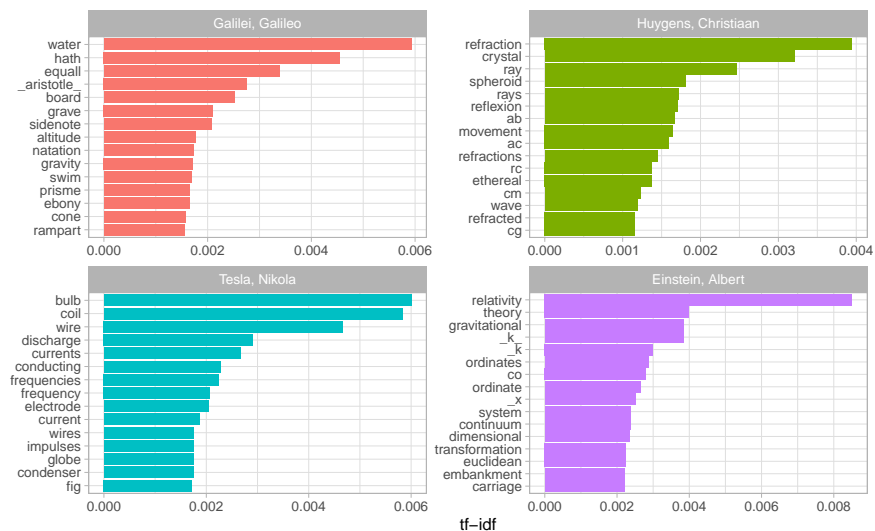 Galilei, Galileo
water
hath
equall
_aristotle_
board
grave
sidenote
altitude
natation
gravity
swim
prisme
ebony
cone
rampart
0.000 0.002 0.004 0.006
Huygens, Christiaan
refraction
crystal
ray
spheroid
rays
reflexion
ab
movement
ac
refractions
rc
ethereal
cm
wave
refracted
cg
0.000 0.001 0.002 0.003 0.004
Tesla, Nikola
bulb
coil
wire
discharge
currents
conducting
frequencies
frequency
electrode
current
wires
impulses
globe
condenser
fig
0.000 0.002 0.004 0.006
Einstein, Albert
relativity
theory
gravitational
_k_
_k
ordinates
co
ordinate
_x
system
continuum
dimensional
transformation
euclidean
embankment
carriage
0.000 0.002 0.004 0.006 0.008
tf−idf